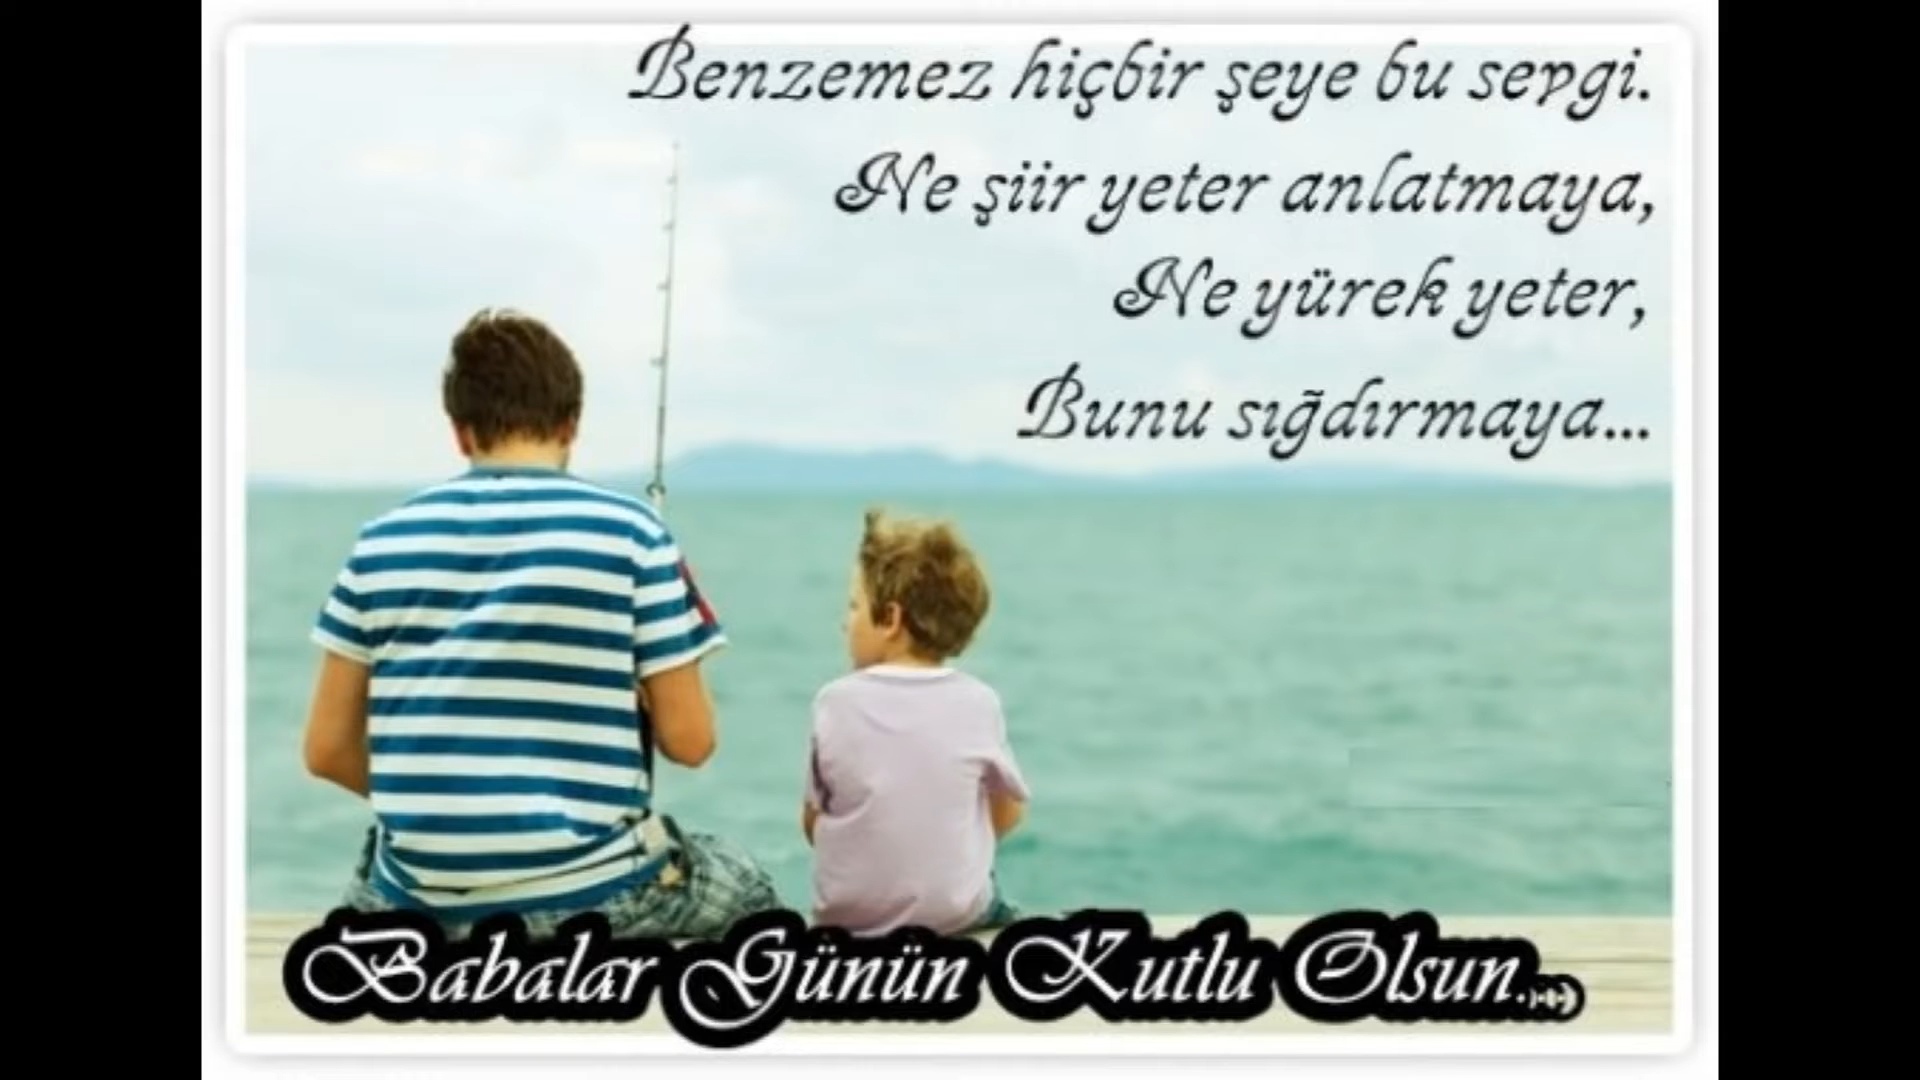 Benzemez hiçbir şeye bu sevgi.
Ne şiir yeter anlatmaya,
Ne yürek yeter,
Bunu sığdırmaya...
Babalar Günün Kutlu Olsun..